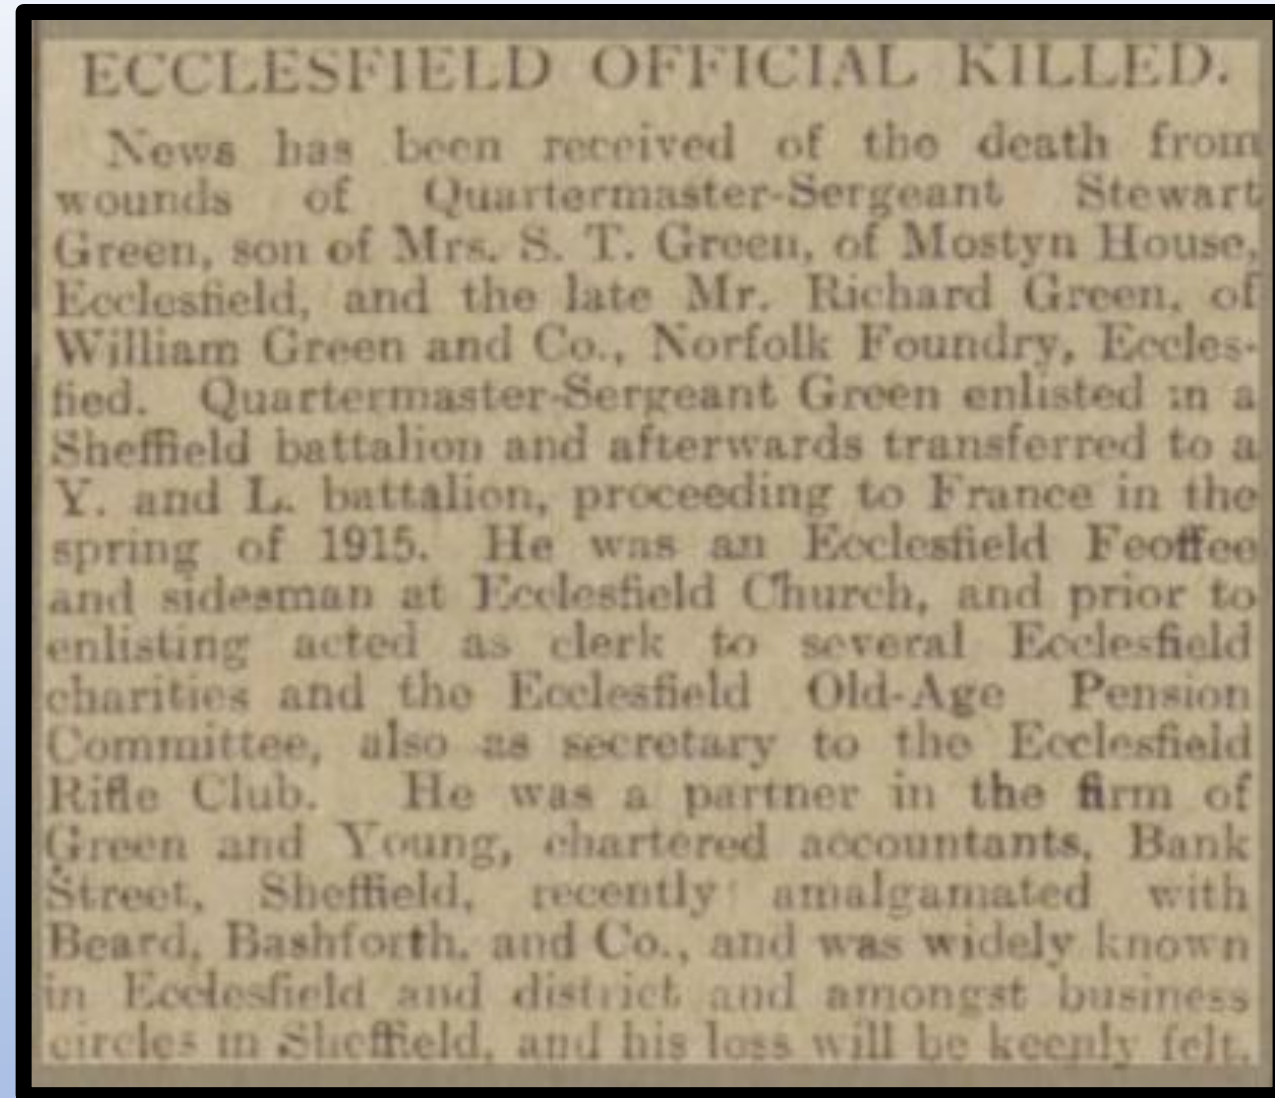 ECCLESFIELD OFFICIAL KILLED.
News has been received of the death from
wounds of Quartermaster-Sergeant Stewart
Green, son of Mrs. S. T. Green, of Mostyn House,
Ecclesfield, and the late Mr. Richard Green, of
William Green and Co., Norfolk Foundry, Eccles-
fied. Quartermaster-Sergeant Green enlisted in a
Sheffield battalion and afterwards transferred to a
Y. and L. battalion, proceeding to France in the
spring of 1915. He was an Ecclesfield Feoffee
and sidesman at Ecclesfield Church, and prior to
enlisting acted as clerk to several Ecclesfield
charities and the Ecclesfield Old-Age Pension
Committee, also as secretary to the Ecclesfield
Rifle Club. He was a partner in the firm of
Green and Young, chartered accountants, Bank
Street, Sheffield, recently amalgamated with
Beard, Bashforth, and Co., and was widely known
in Ecclesfield and district and amongst business
circles in Sheffield, and his loss will be keenly felt.